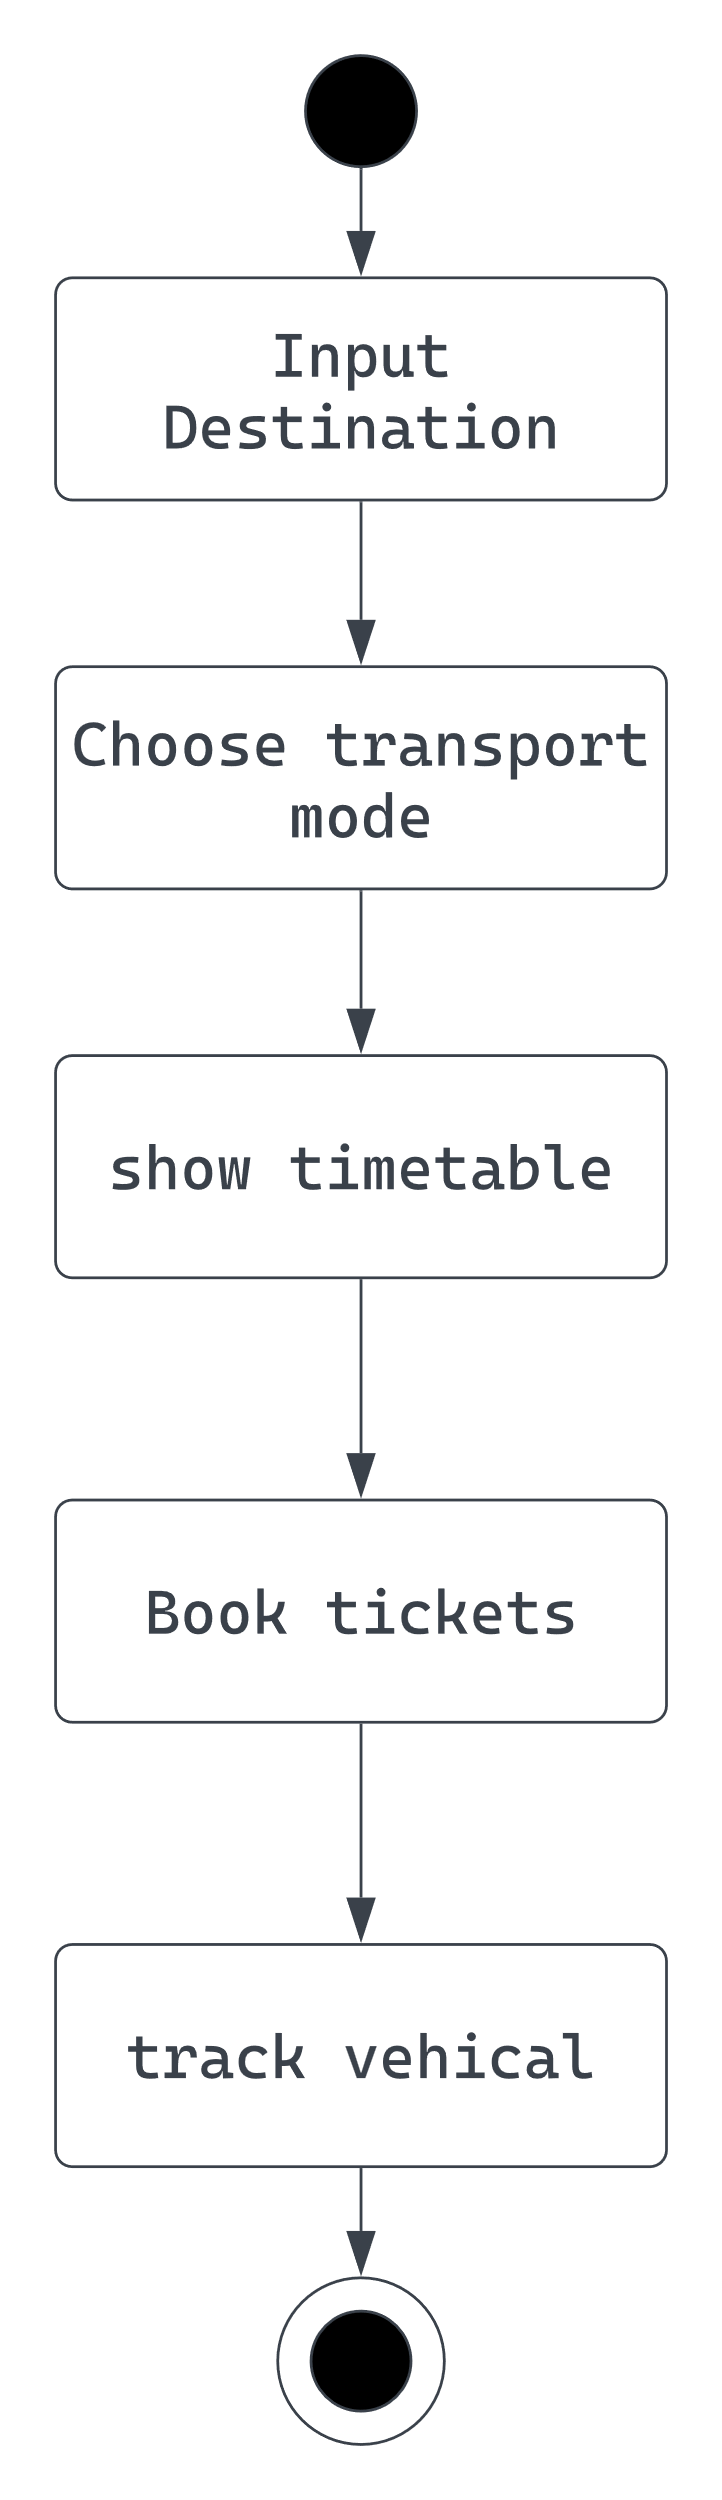 Input
Destination
Choose transport
mode
show timetable
Book tickets
track vehical